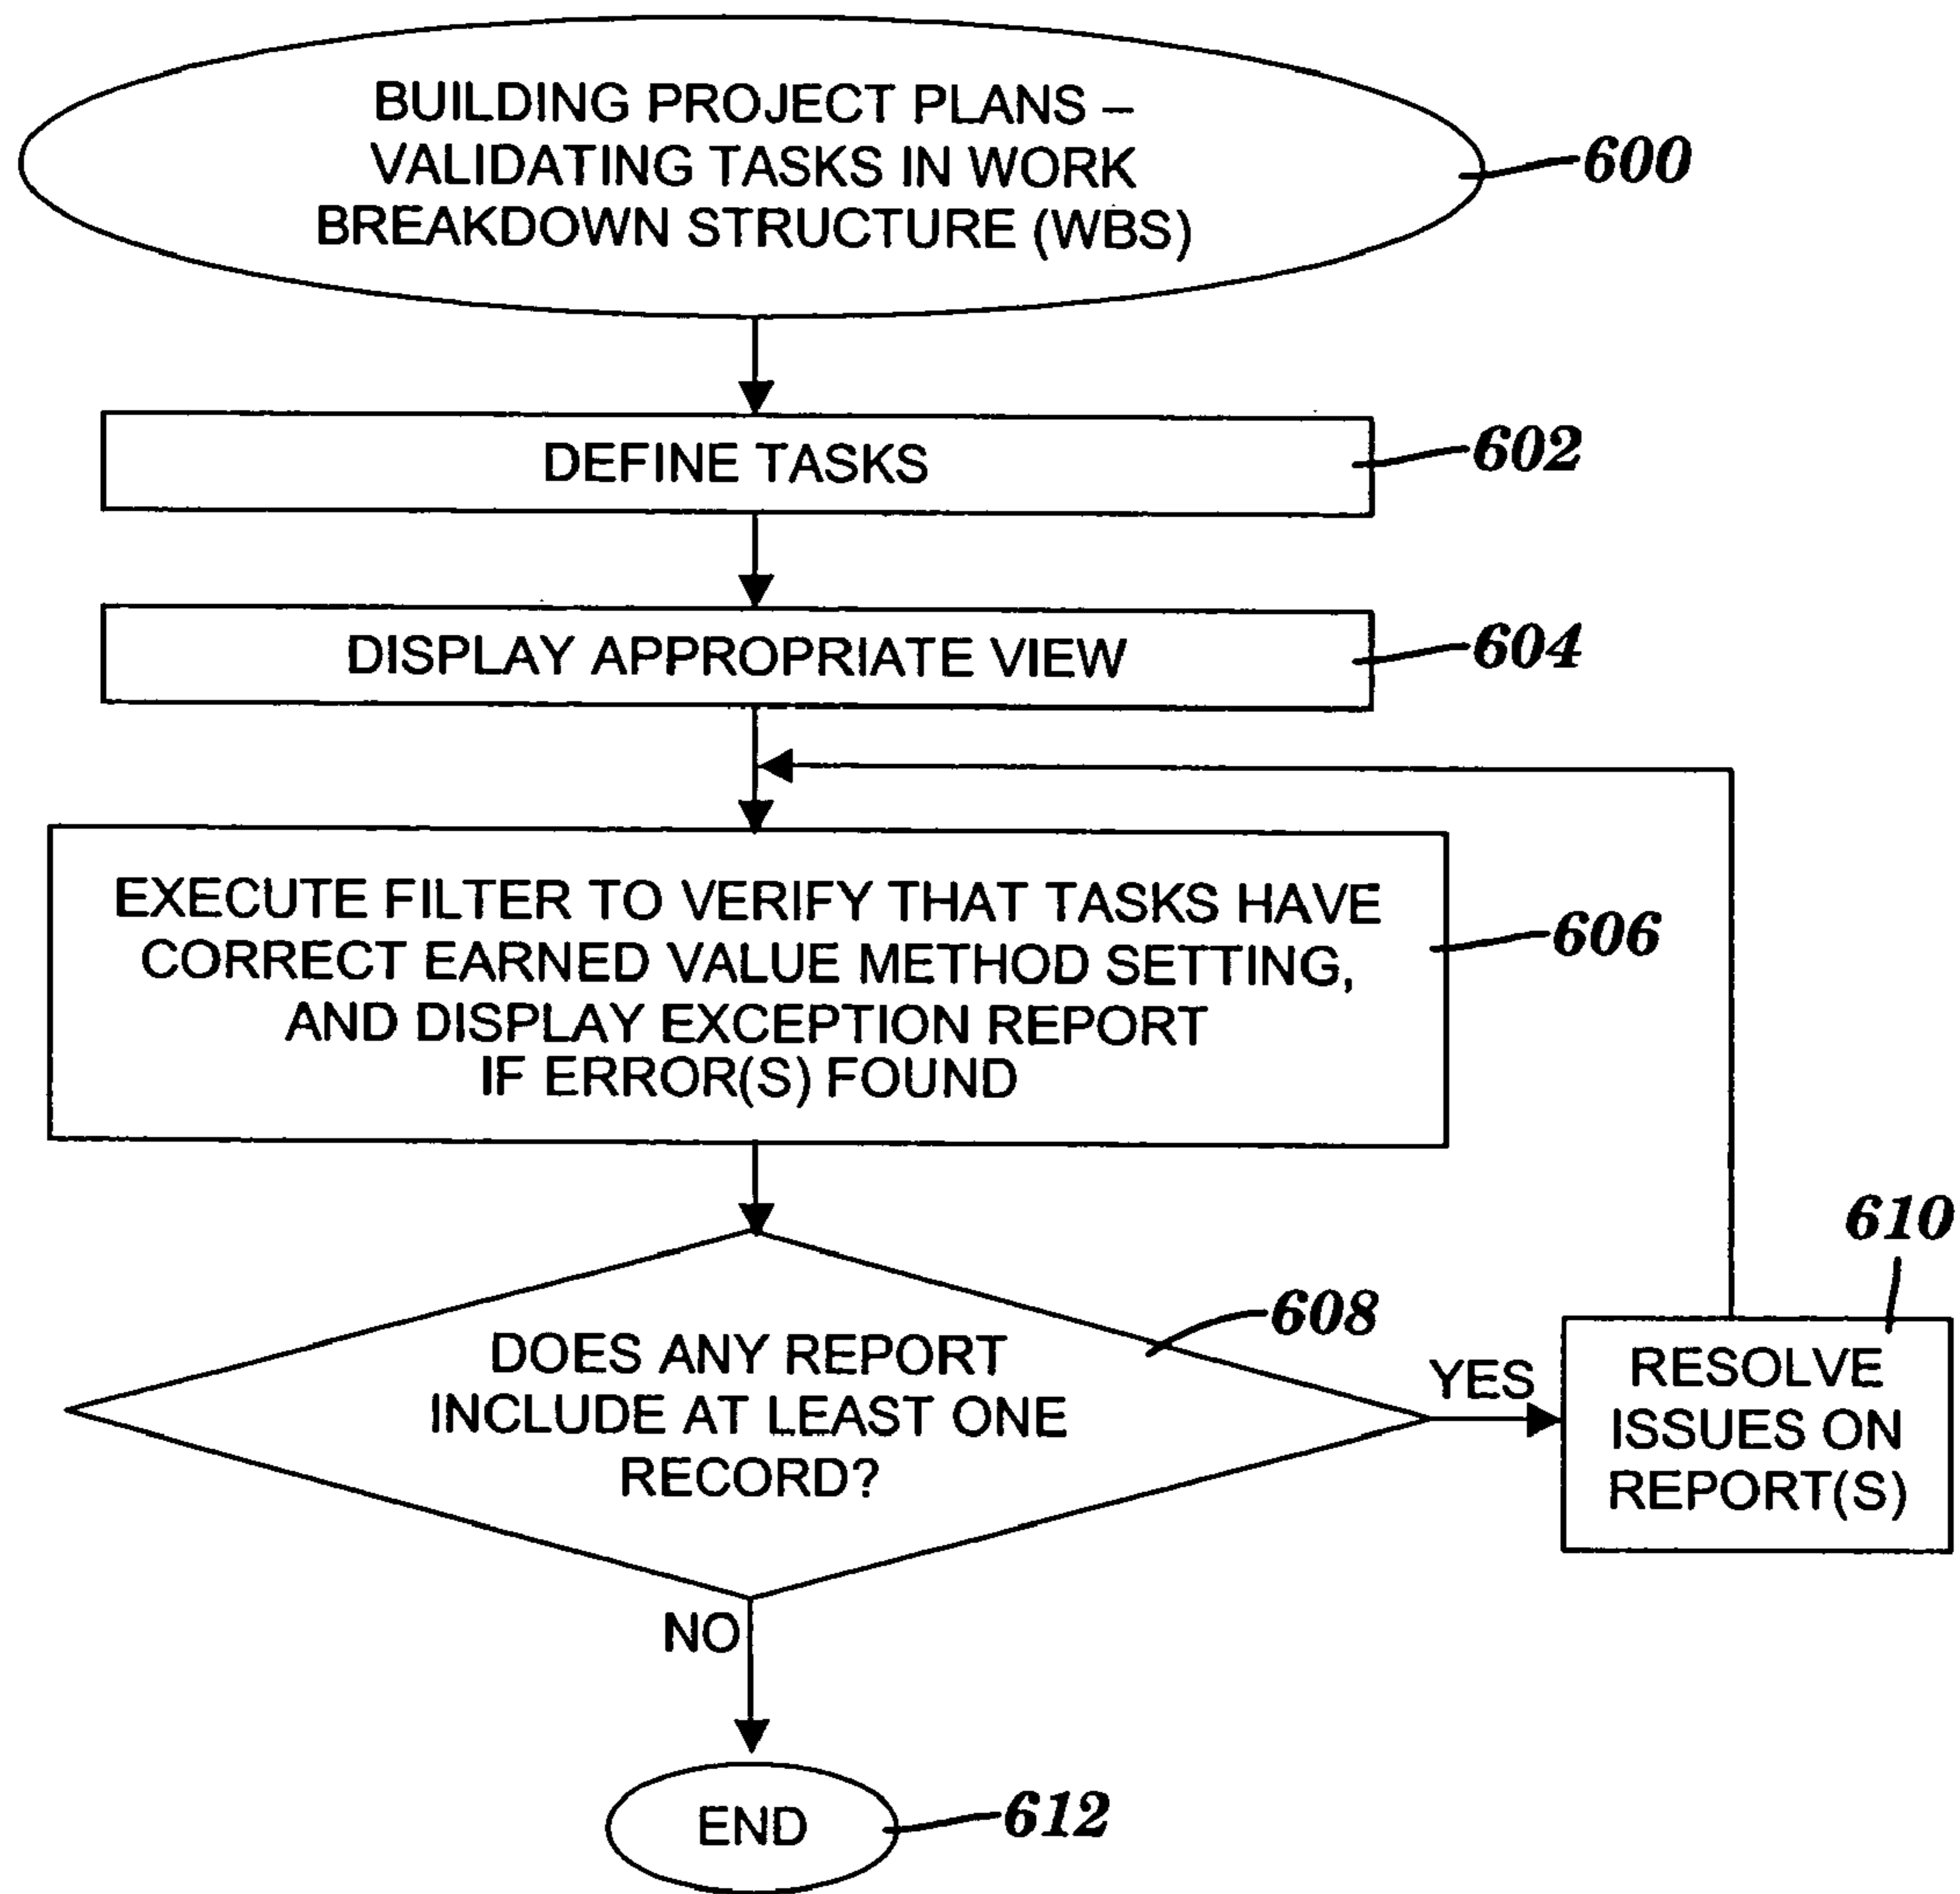 BUILDING PROJECT PLANS –
VALIDATING TASKS IN WORK
BREAKDOWN STRUCTURE (WBS)
600
DEFINE TASKS
602
DISPLAY APPROPRIATE VIEW
604
EXECUTE FILTER TO VERIFY THAT TASKS HAVE
CORRECT EARNED VALUE METHOD SETTING,
AND DISPLAY EXCEPTION REPORT
IF ERROR(S) FOUND
606
DOES ANY REPORT
INCLUDE AT LEAST ONE
RECORD?
608
YES
610
RESOLVE
ISSUES ON
REPORT(S)
NO
END
612